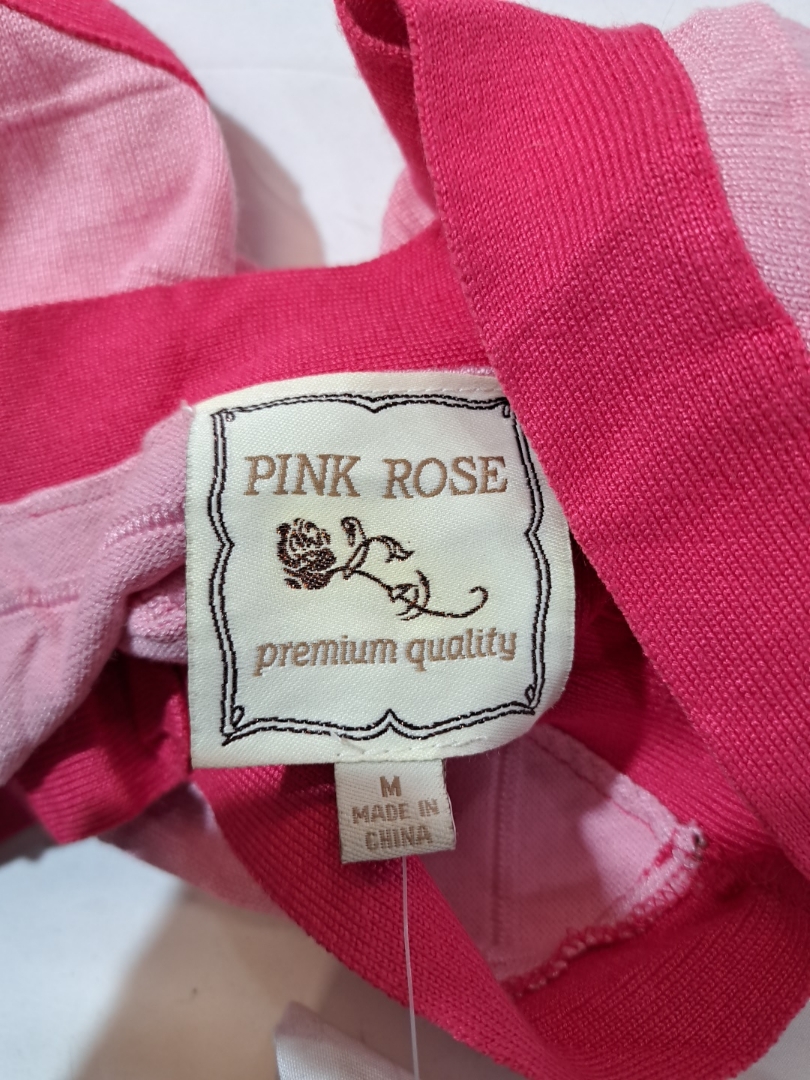 PINK ROSE
premium quality
M
MADE IN
CHINA